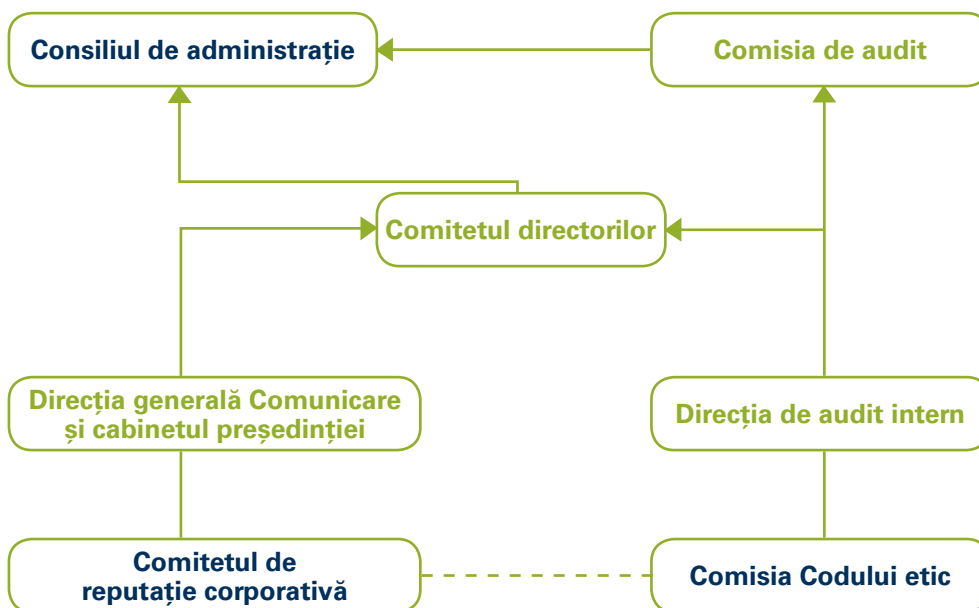 Consiliul de administrație
Comisia de audit
Comitetul directorilor
Direcția generală Comunicare
și cabinetul președinției
Direcția de audit intern
Comitetul de
reputație corporativă
Comisia Codului etic